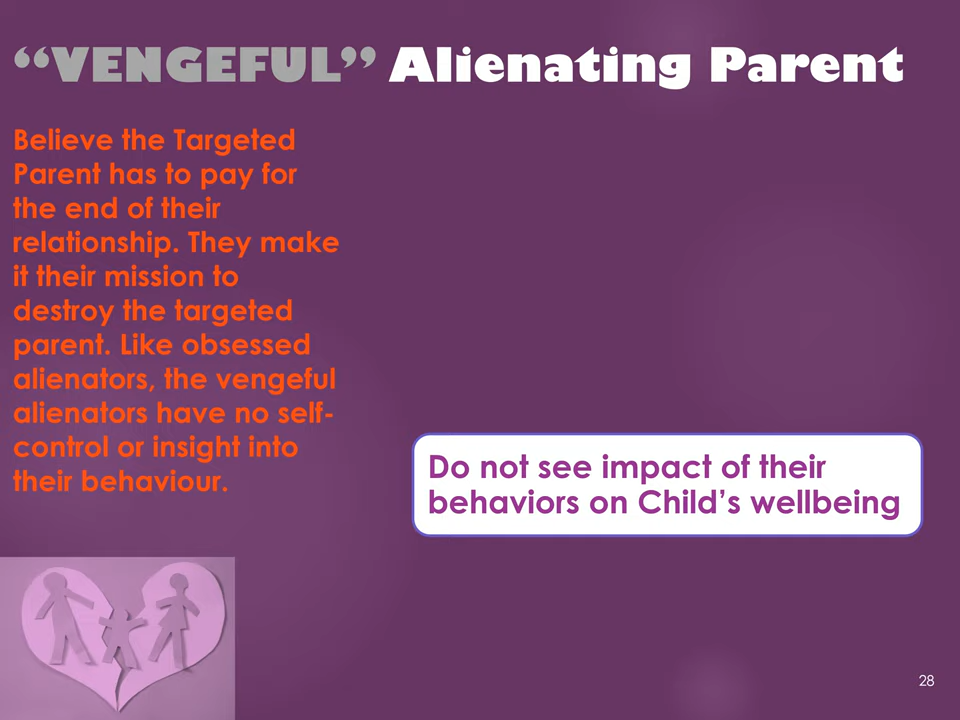 “VENGEFUL” Alienating Parent
Believe the Targeted
Parent has to pay for
the end of their
relationship. They make
it their mission to
destroy the targeted
parent. Like obsessed
alienators, the vengeful
alienators have no self-
control or insight into
their behaviour.
Do not see impact of their
behaviors on Child’s wellbeing
28